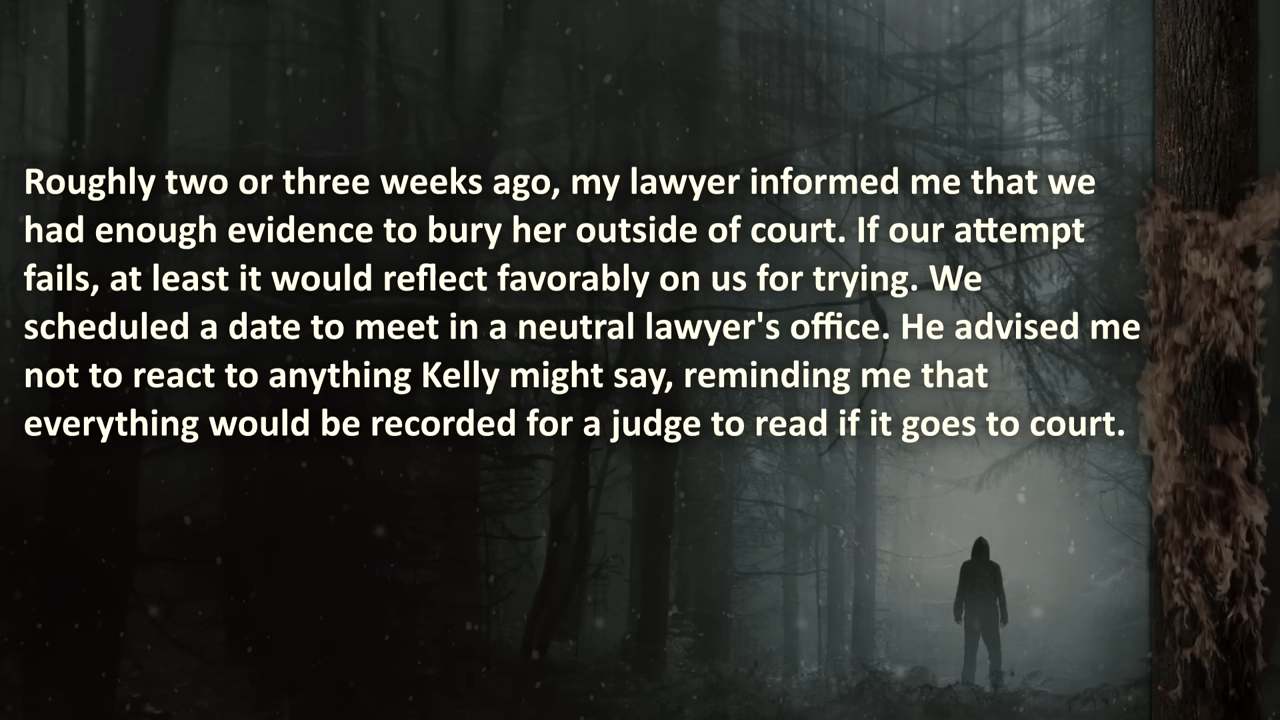 Roughly two or three weeks ago, my lawyer informed me that we
had enough evidence to bury her outside of court. If our attempt
fails, at least it would reflect favorably on us for trying. We
scheduled a date to meet in a neutral lawyer's office. He advised me
not to react to anything Kelly might say, reminding me that
everything would be recorded for a judge to read if it goes to court.